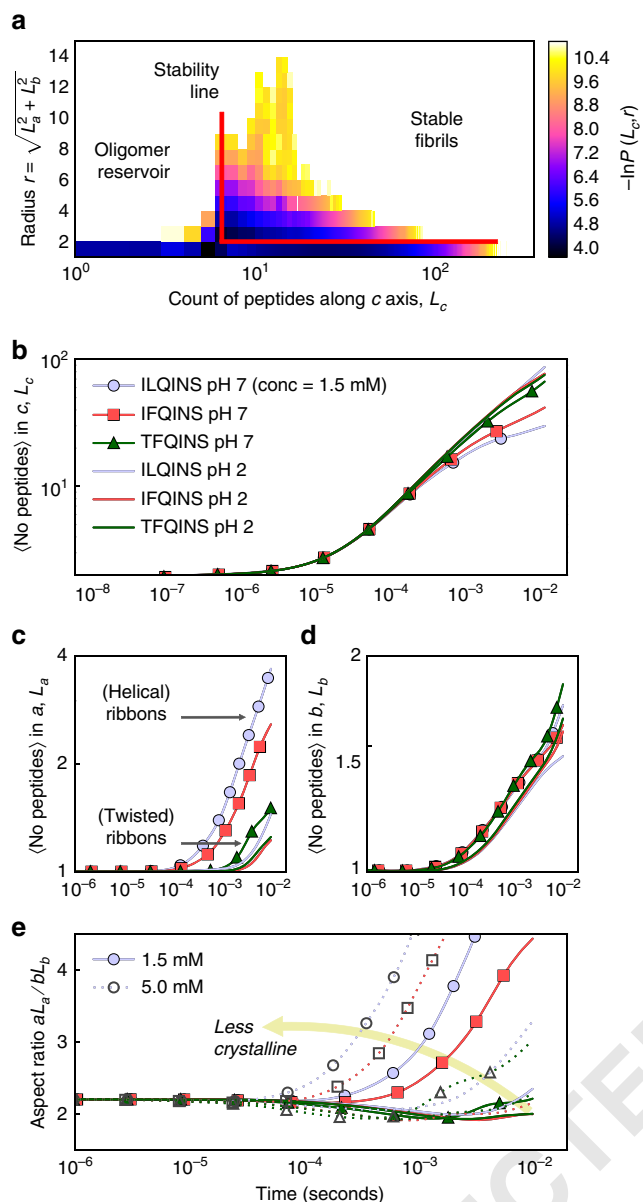 a
Radius r = √L_a^2 + L_b^2
14
12
10
8
6
4
2
Stability
line
Oligomer
reservoir
Stable
fibrils
10^0
10^1
10^2
Count of peptides along c axis, L_c
10.4
9.6
8.8
8.0
7.2
6.4
5.6
4.8
4.0
−lnP (L_c,r)
b
⟨No peptides⟩ in c, L_c
10^2
10^1
ILQINS pH 7 (conc = 1.5 mM)
IFQINS pH 7
TFQINS pH 7
ILQINS pH 2
IFQINS pH 2
TFQINS pH 2
10^−8
10^−7
10^−6
10^−5
10^−4
10^−3
10^−2
c
⟨No peptides⟩ in a, L_a
4
2
1
(Helical)
ribbons
(Twisted)
ribbons
10^−6
10^−5
10^−4
10^−3
10^−2
d
⟨No peptides⟩ in b, L_b
2
1.5
1
10^−6
10^−5
10^−4
10^−3
10^−2
e
Aspect ratio aL_a / bL_b
4
3
2
1.5 mM
5.0 mM
Less
crystalline
10^−6
10^−5
10^−4
10^−3
10^−2
Time (seconds)